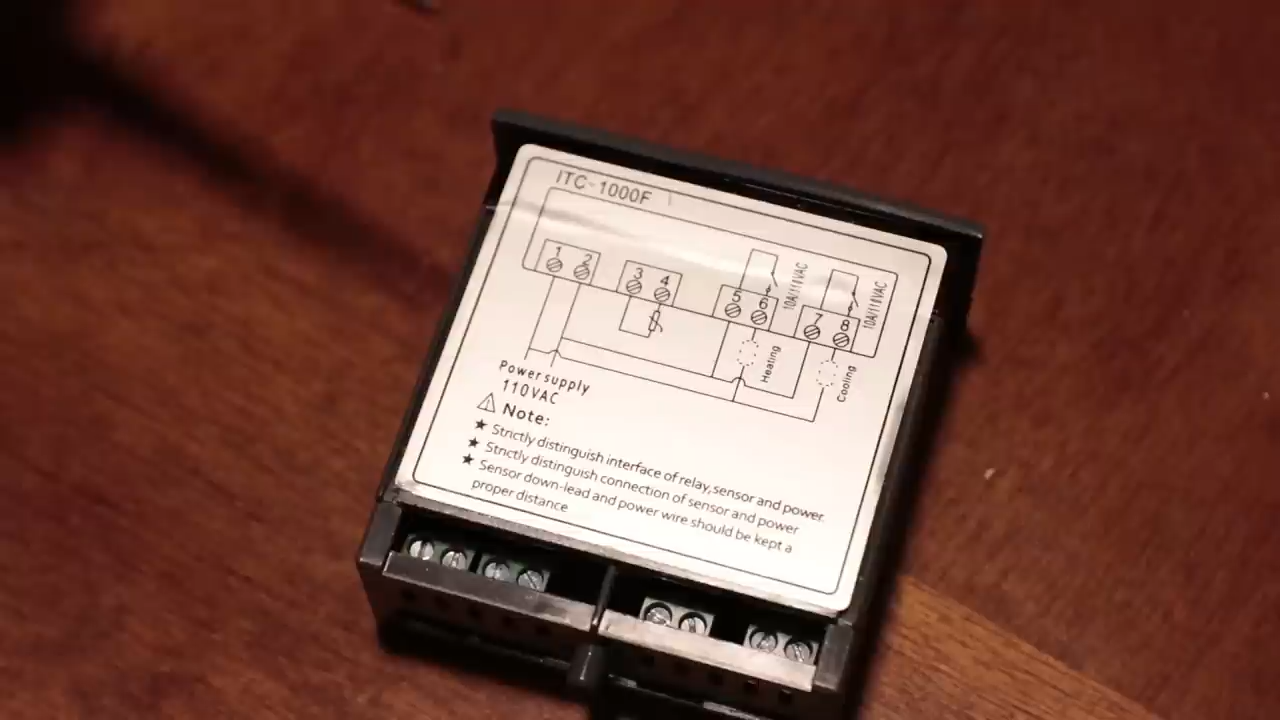 ITC-1000F
1 2 3 4 5 6 7 8
10A/110VAC
10A/110VAC
Heating
Cooling
Power supply
110VAC
Note:
★ Strictly distinguish interface of relay, sensor and power.
★ Strictly distinguish connection of sensor and power
★ Sensor down-lead and power wire should be kept a
proper distance